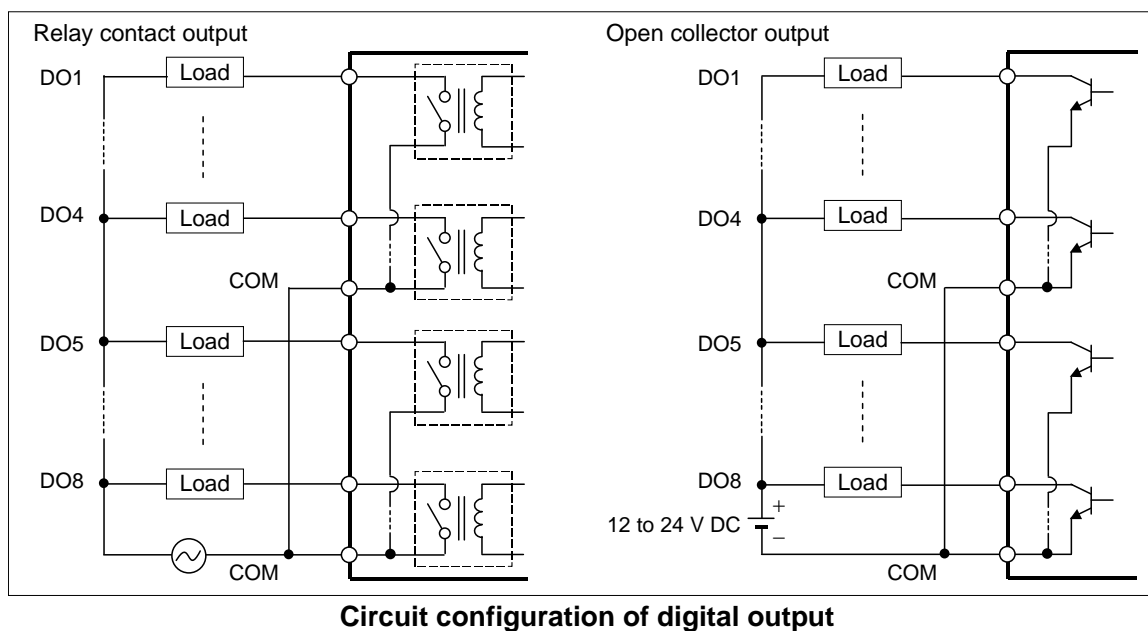 Relay contact output
DO1
Load
DO4
Load
COM
DO5
Load
DO8
Load
COM
Open collector output
DO1
Load
DO4
Load
COM
DO5
Load
DO8
Load
+
12 to 24 V DC
−
COM
Circuit configuration of digital output